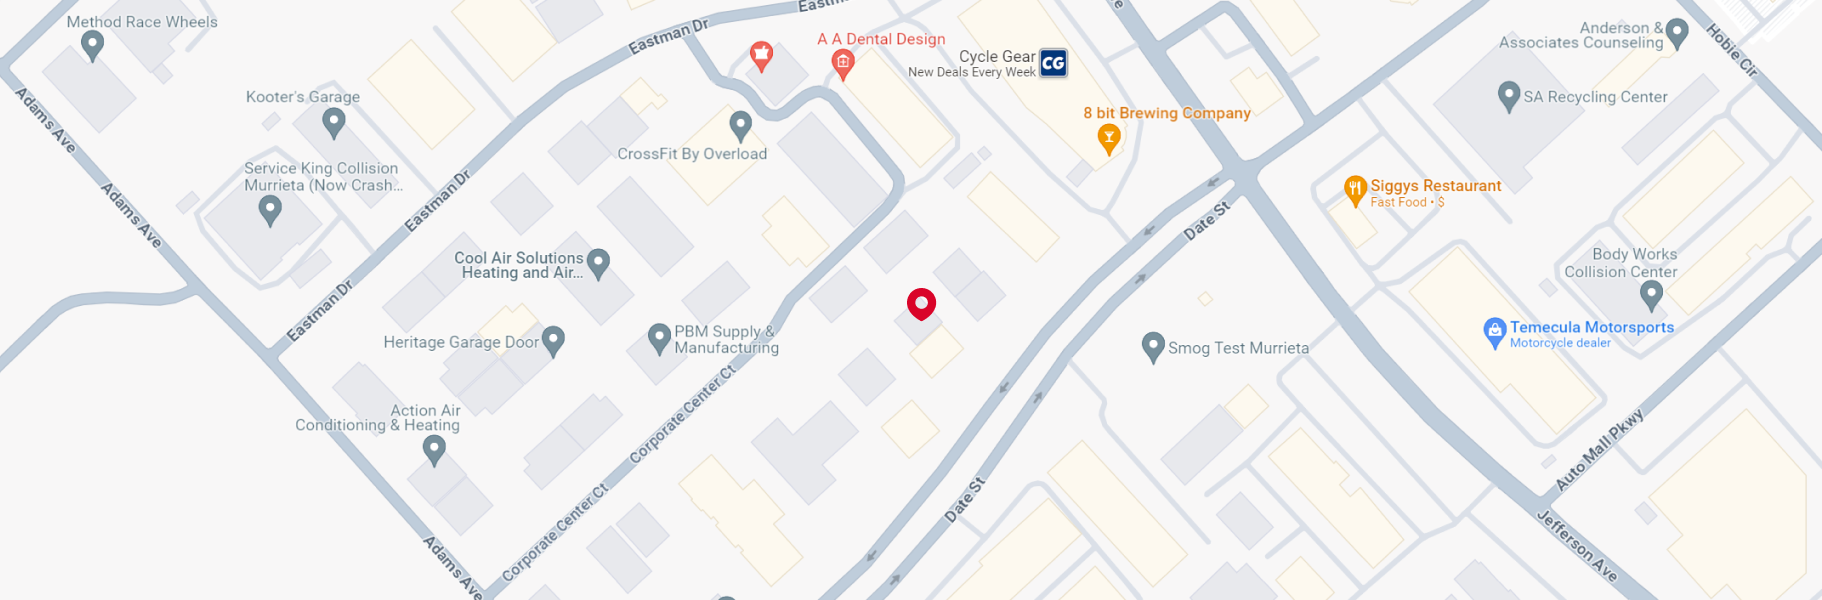 Method Race Wheels
Eastman Dr
Eastm
A A Dental Design
Cycle Gear
New Deals Every Week
CG
Ave
Anderson &
Associates Counseling
Hobie Cir
Adams Ave
Kooter's Garage
CrossFit By Overload
8 bit Brewing Company
SA Recycling Center
Service King Collision
Murrieta (Now Crash...
Adams Ave
Eastman Dr
Date St
Siggys Restaurant
Fast Food • $
Cool Air Solutions
Heating and Air...
Body Works
Collision Center
Eastman Dr
Heritage Garage Door
PBM Supply &
Manufacturing
Smog Test Murrieta
Temecula Motorsports
Motorcycle dealer
Action Air
Conditioning & Heating
Corporate Center Ct
Auto Mall Pkwy
Date St
Corporate Center Ct
Adams Ave
Jefferson Ave